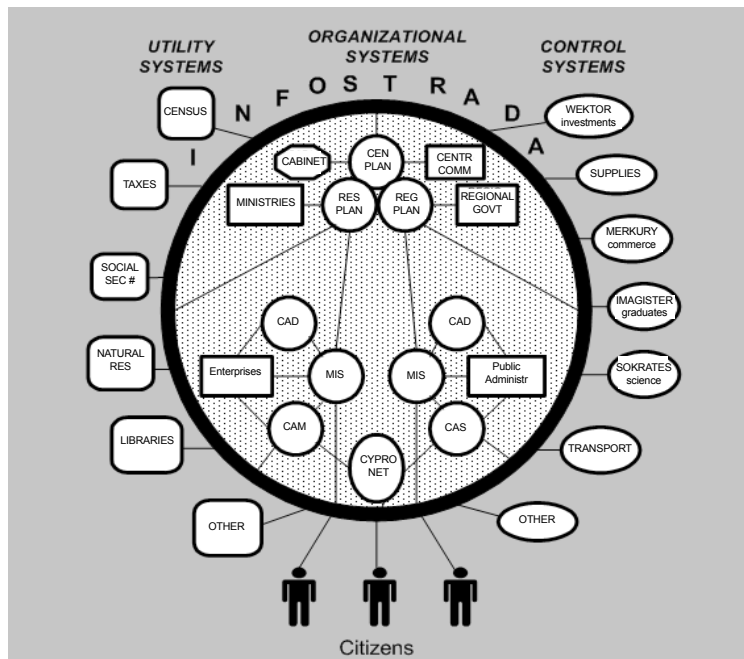 UTILITY
SYSTEMS
ORGANIZATIONAL
SYSTEMS
CONTROL
SYSTEMS
INFOSTRADA
CENSUS
TAXES
SOCIAL
SEC #
NATURAL
RES
LIBRARIES
OTHER
CABINET
CEN
PLAN
CENTR
COMM
MINISTRIES
RES
PLAN
REG
PLAN
REGIONAL
GOVT
CAD
CAD
Enterprises
MIS
MIS
Public
Administr
CAM
CAS
CYPRO
NET
WEKTOR
investments
SUPPLIES
MERKURY
commerce
IMAGISTER
graduates
SOKRATES
science
TRANSPORT
OTHER
Citizens